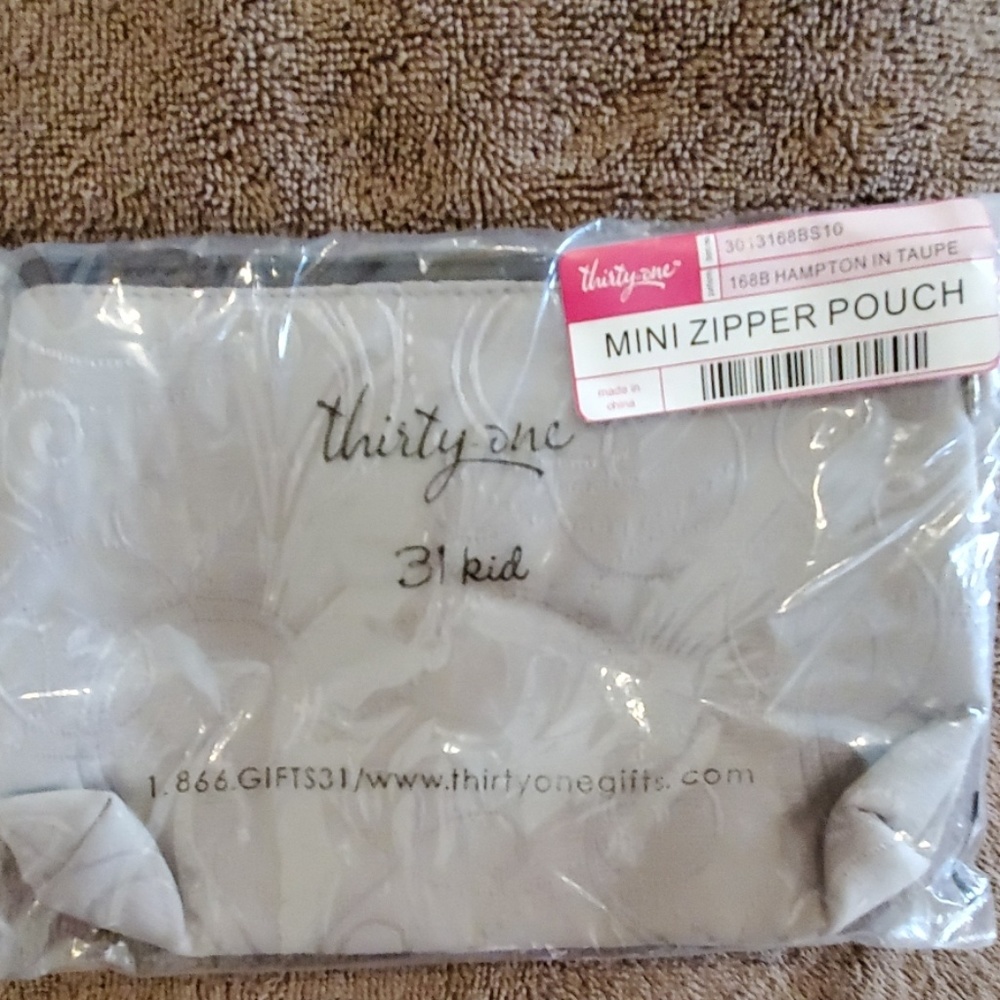 thirty-one™
3013168BS10
168B HAMPTON IN TAUPE
MINI ZIPPER POUCH
made in
china
thirty-one
31 kid
1.866.GIFTS31/www.thirtyonegifts.com